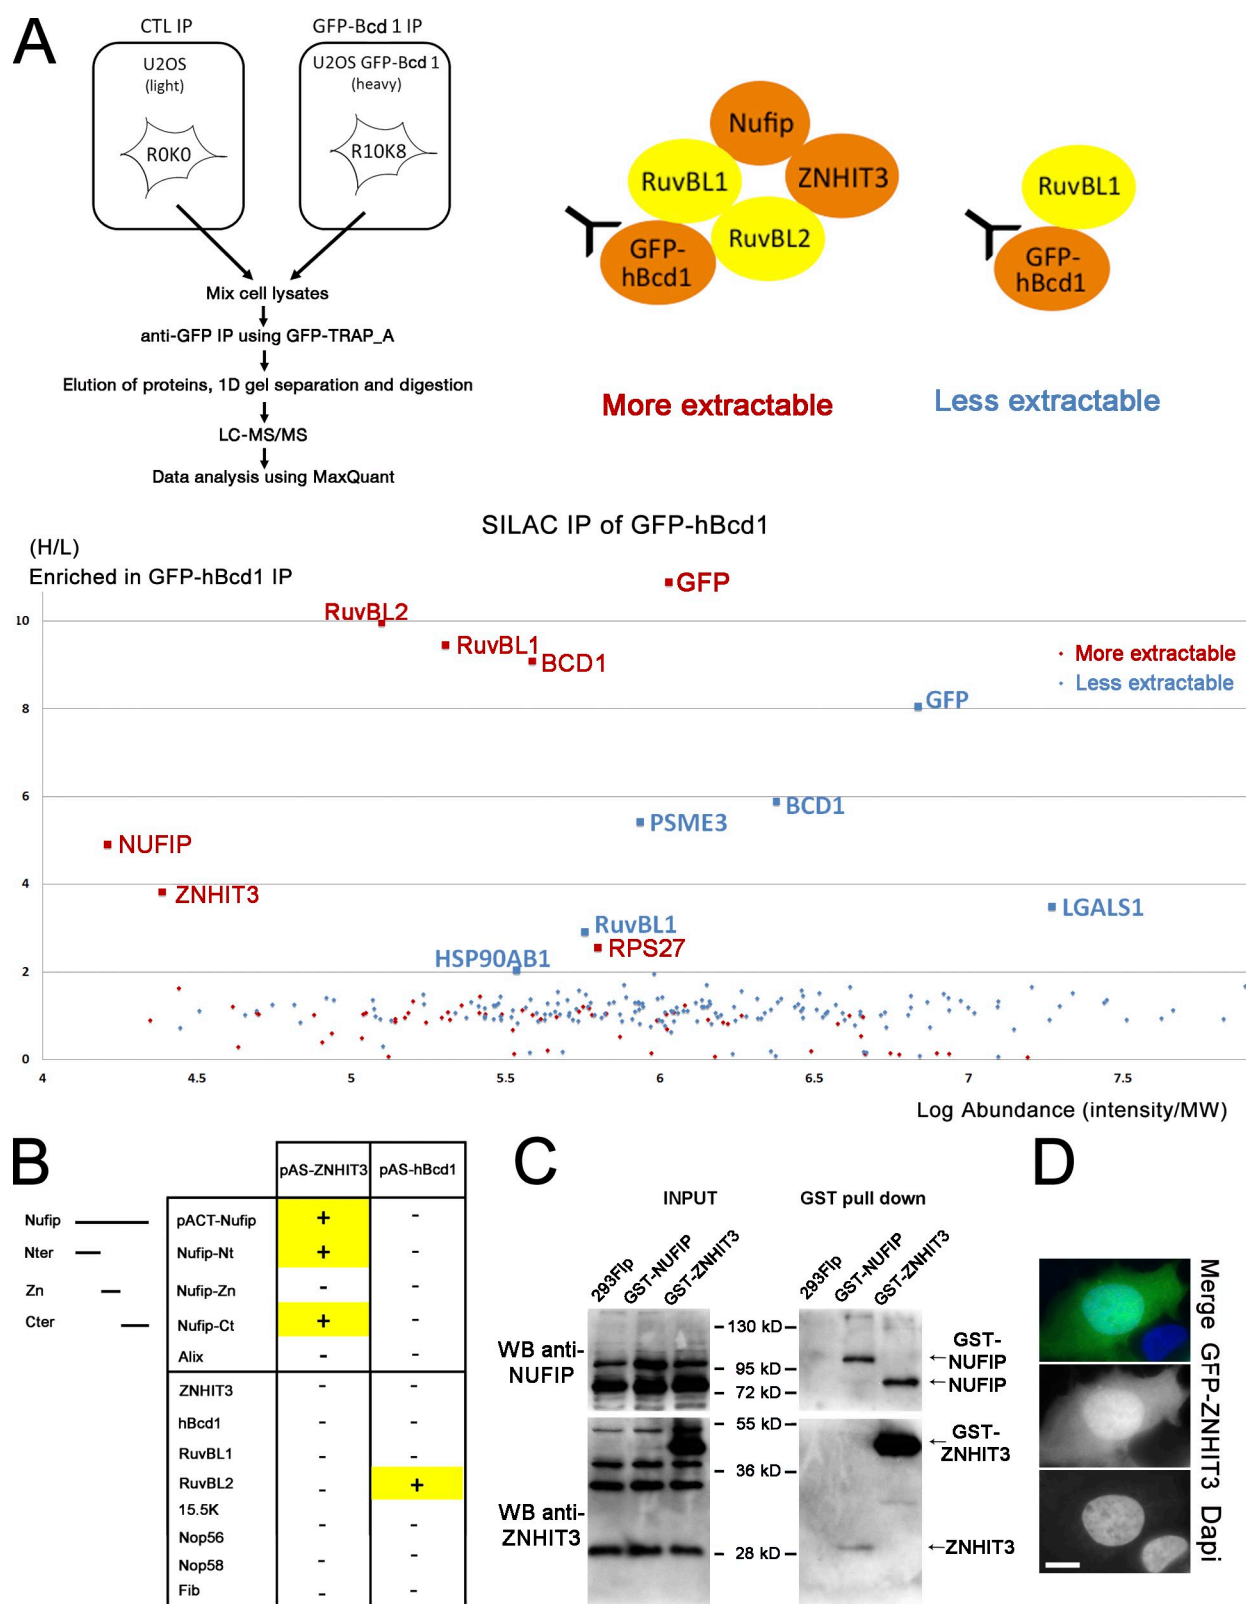 A
CTL IP
GFP-Bcd 1 IP
U2OS
(light)
U2OS GFP-Bcd 1
(heavy)
R0K0
R10K8
Mix cell lysates
anti-GFP IP using GFP-TRAP_A
Elution of proteins, 1D gel separation and digestion
LC-MS/MS
Data analysis using MaxQuant
Nufip
RuvBL1
ZNHIT3
RuvBL2
GFP-
hBcd1
RuvBL1
GFP-
hBcd1
More extractable
Less extractable
SILAC IP of GFP-hBcd1
(H/L)
Enriched in GFP-hBcd1 IP
GFP
RuvBL2
10
RuvBL1
BCD1
More extractable
Less extractable
GFP
8
6
BCD1
PSME3
NUFIP
4
ZNHIT3
LGALS1
RuvBL1
RPS27
HSP90AB1
2
0
4
4.5
5
5.5
6
6.5
7
7.5
Log Abundance (intensity/MW)
B
pAS-ZNHIT3
pAS-hBcd1
Nufip
pACT-Nufip
+
-
Nter
Nufip-Nt
+
-
Zn
Nufip-Zn
-
-
Cter
Nufip-Ct
+
-
Alix
-
-
ZNHIT3
-
-
hBcd1
-
-
RuvBL1
-
-
RuvBL2
-
+
15.5K
-
-
Nop56
-
-
Nop58
-
-
Fib
C
INPUT
GST pull down
293Flp
GST-NUFIP
GST-ZNHIT3
293Flp
GST-NUFIP
GST-ZNHIT3
WB anti-
NUFIP
130 kD
95 kD
72 kD
GST-
NUFIP
NUFIP
55 kD
36 kD
GST-
ZNHIT3
WB anti-
ZNHIT3
28 kD
ZNHIT3
D
Merge GFP-ZNHIT3 Dapi